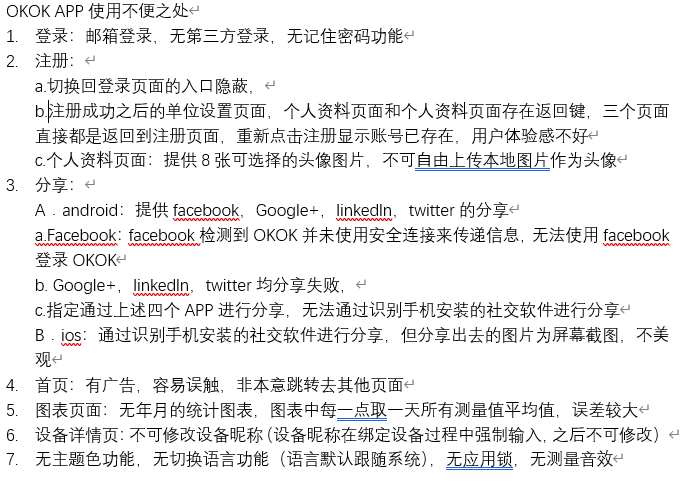 OKOK APP 使用不便之处
1. 登录：邮箱登录，无第三方登录，无记住密码功能
2. 注册：
a.切换回登录页面的入口隐蔽，
b.注册成功之后的单位设置页面，个人资料页面和个人资料页面存在返回键，三个页面
直接都是返回到注册页面，重新点击注册显示账号已存在，用户体验感不好
c.个人资料页面：提供 8 张可选择的头像图片，不可自由上传本地图片作为头像
3. 分享：
A．android：提供 facebook，Google+，linkedln，twitter 的分享
a.Facebook：facebook 检测到 OKOK 并未使用安全连接来传递信息, 无法使用 facebook
登录 OKOK
b. Google+，linkedln，twitter 均分享失败，
c.指定通过上述四个 APP 进行分享，无法通过识别手机安装的社交软件进行分享
B．ios：通过识别手机安装的社交软件进行分享，但分享出去的图片为屏幕截图，不美
观
4. 首页：有广告，容易误触，非本意跳转去其他页面
5. 图表页面：无年月的统计图表，图表中每一点取一天所有测量值平均值，误差较大
6. 设备详情页: 不可修改设备昵称（设备昵称在绑定设备过程中强制输入, 之后不可修改）
7. 无主题色功能，无切换语言功能（语言默认跟随系统），无应用锁，无测量音效